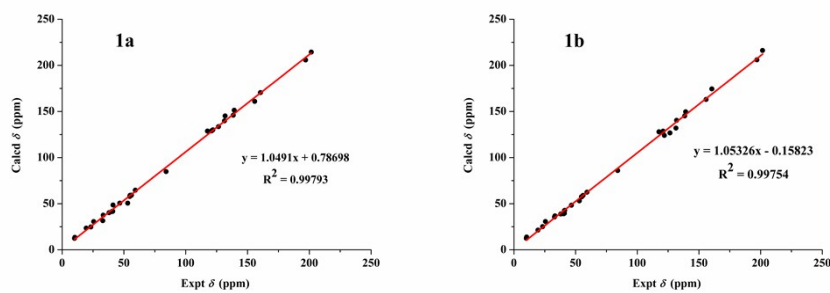 1a
250
200
150
100
50
0
Calcd δ (ppm)
y = 1.0491x + 0.78698
R² = 0.99793
0 50 100 150 200 250
Expt δ (ppm)
1b
250
200
150
100
50
0
Calcd δ (ppm)
y = 1.05326x - 0.15823
R² = 0.99754
0 50 100 150 200 250
Expt δ (ppm)